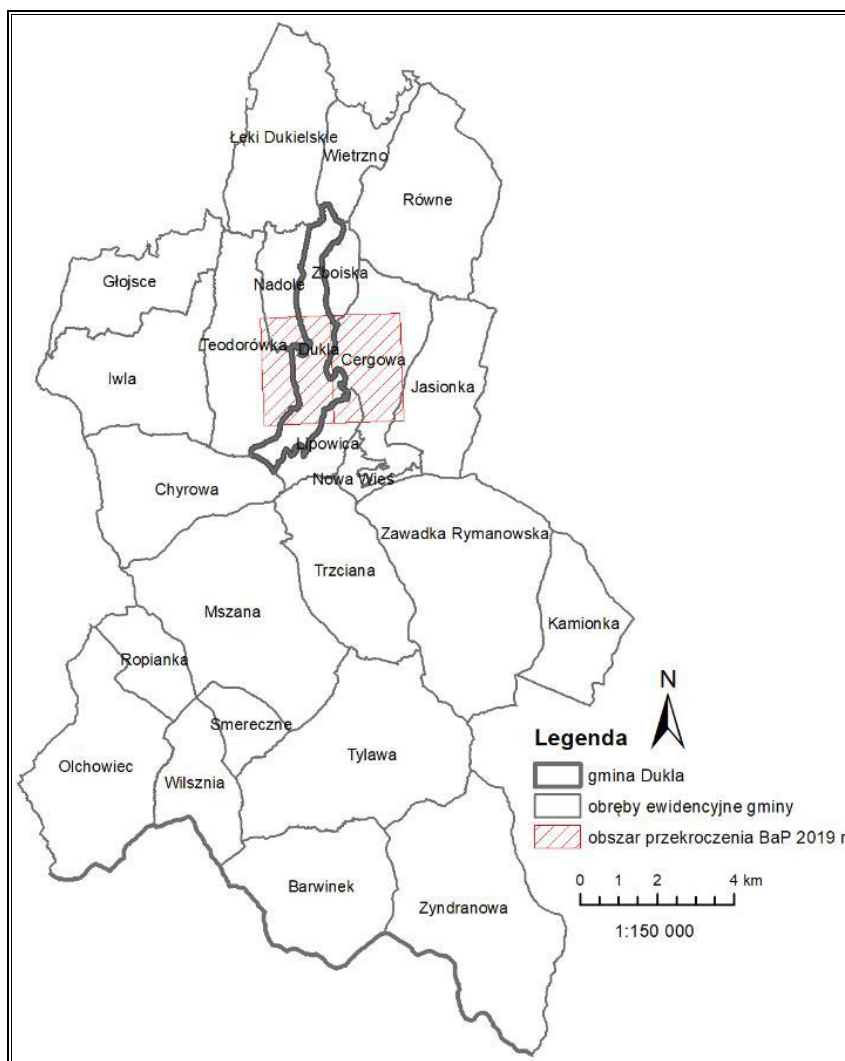 Łęki Dukielskie
Wietrzno
Równe
Głojsce
Nadole
Zboiska
Teodorówka
Dukla
Cergowa
Iwla
Jasionka
Lipowica
Nowa Wieś
Chyrowa
Zawadka Rymanowska
Trzciana
Mszana
Kamionka
Ropianka
Smereczne
Olchowiec
Wilsznia
Tylawa
Barwinek
Zyndranowa
N
Legenda
gmina Dukla
obręby ewidencyjne gminy
obszar przekroczenia BaP 2019 r
0 1 2 4 km
1:150 000